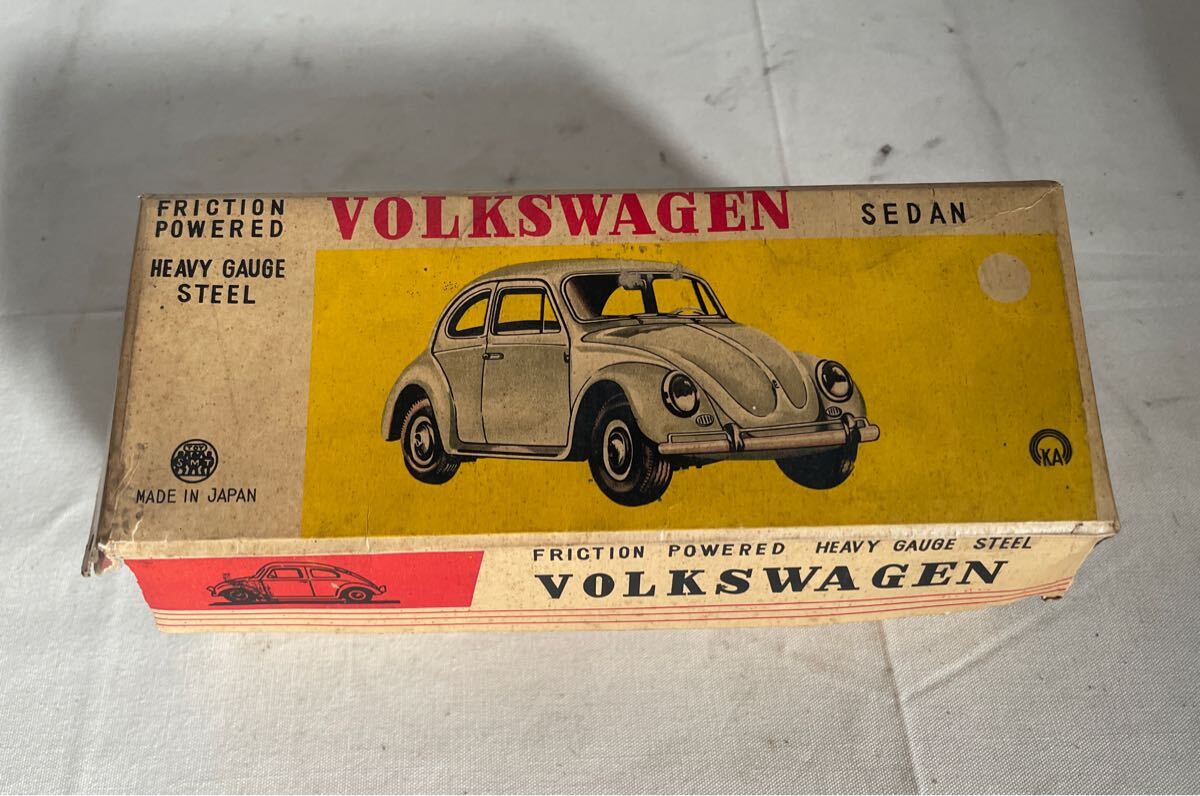 FRICTION
POWERED
VOLKSWAGEN
SEDAN
HEAVY GAUGE
STEEL
MADE IN JAPAN
KA
FRICTION POWERED HEAVY GAUGE STEEL
VOLKSWAGEN